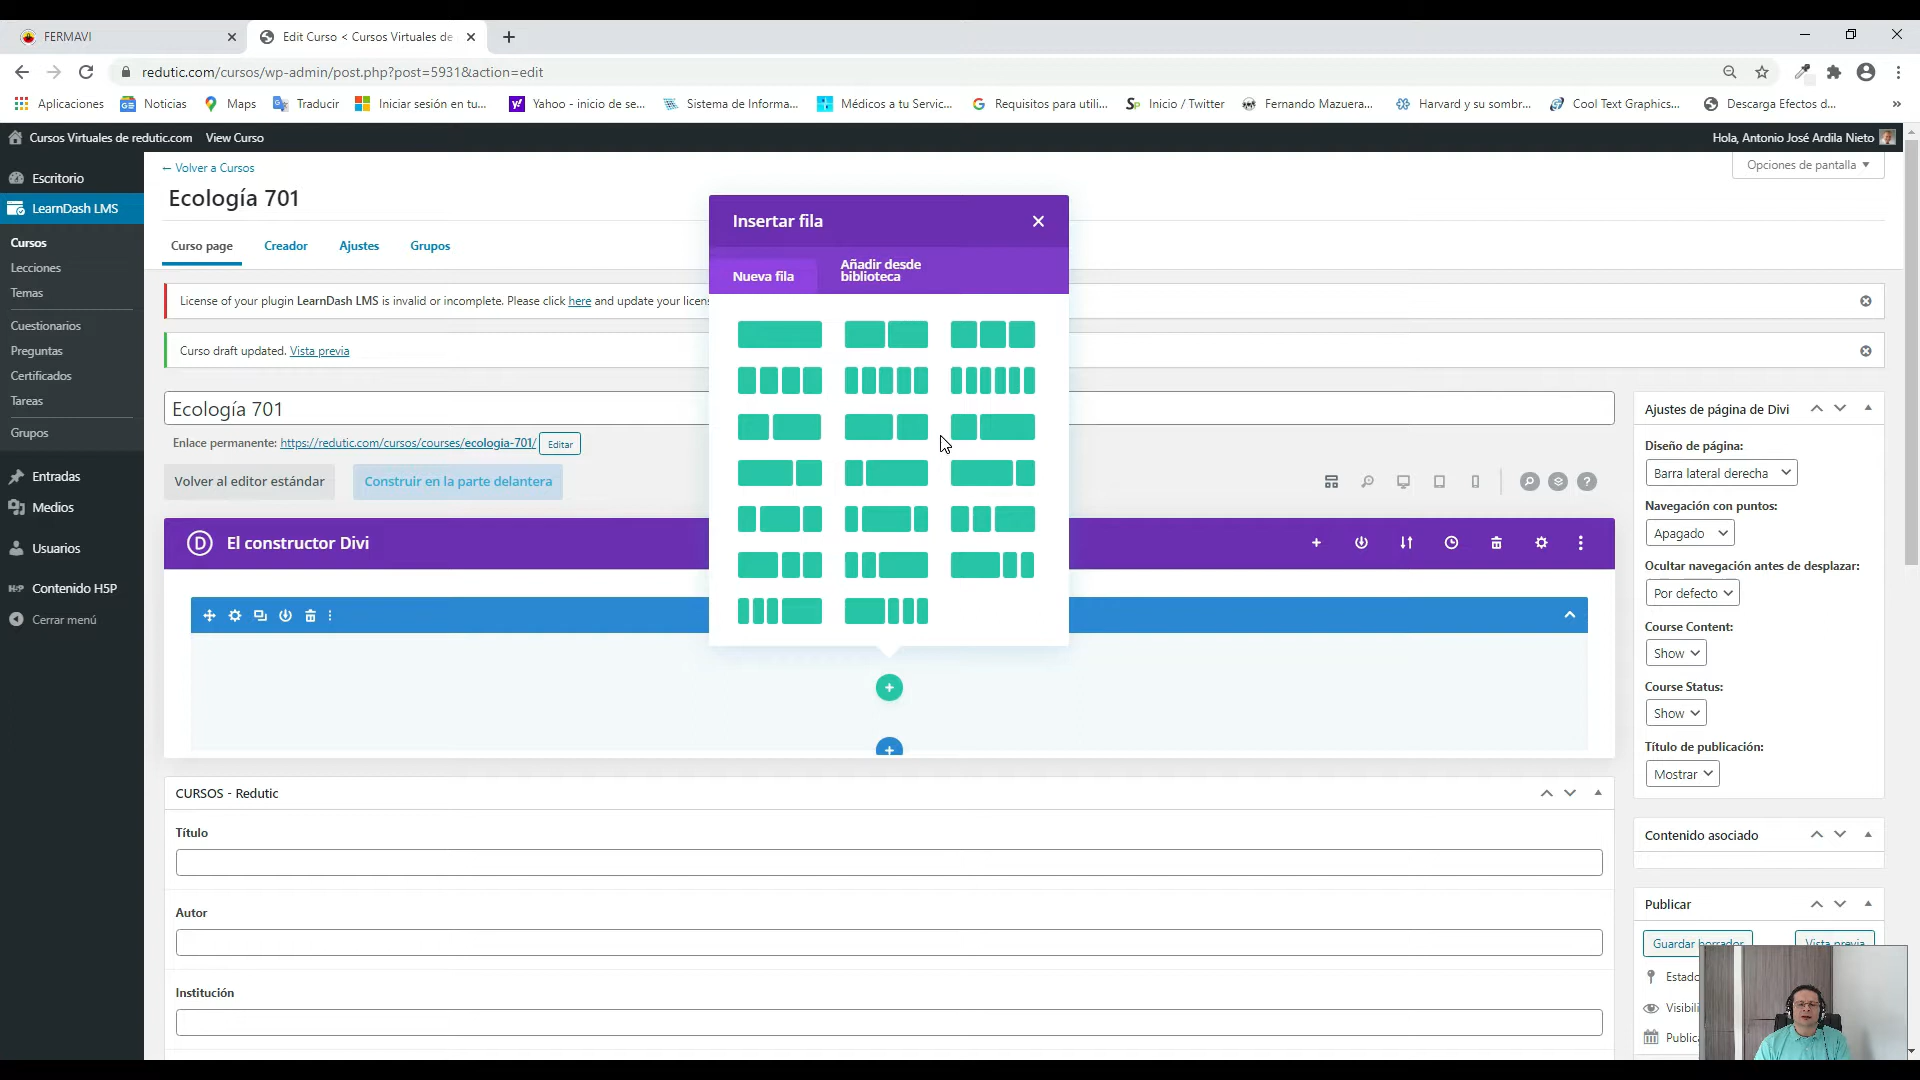 FERMAVI
Edit Curso < Cursos Virtuales de
redutic.com/cursos/wp-admin/post.php?post=5931&action=edit
Aplicaciones
Noticias
Maps
Traducir
Iniciar sesión en tu...
Yahoo - inicio de se...
Sistema de Informa...
Médicos a tu Servic...
Requisitos para utili...
Inicio / Twitter
Fernando Mazuera...
Harvard y su sombr...
Cool Text Graphics...
Descarga Efectos d...
Cursos Virtuales de redutic.com
View Curso
Hola, Antonio José Ardila Nieto
Escritorio
LearnDash LMS
Cursos
Lecciones
Temas
Cuestionarios
Preguntas
Certificados
Tareas
Grupos
Entradas
Medios
Usuarios
H-P Contenido H5P
Cerrar menú
← Volver a Cursos
Opciones de pantalla
Ecología 701
Curso page
Creador
Ajustes
Grupos
License of your plugin LearnDash LMS is invalid or incomplete. Please click here and update your licen
Curso draft updated. Vista previa
Ecología 701
Enlace permanente: https://redutic.com/cursos/courses/ecologia-701/ Editar
Volver al editor estándar
Construir en la parte delantera
D El constructor Divi
Insertar fila
Nueva fila
Añadir desde
biblioteca
CURSOS - Redutic
Título
Autor
Institución
Ajustes de página de Divi
Diseño de página:
Barra lateral derecha
Navegación con puntos:
Apagado
Ocultar navegación antes de desplazar:
Por defecto
Course Content:
Show
Course Status:
Show
Título de publicación:
Mostrar
Contenido asociado
Publicar
Guardar borrador
Vista previa
Estado
Visibili
Publica